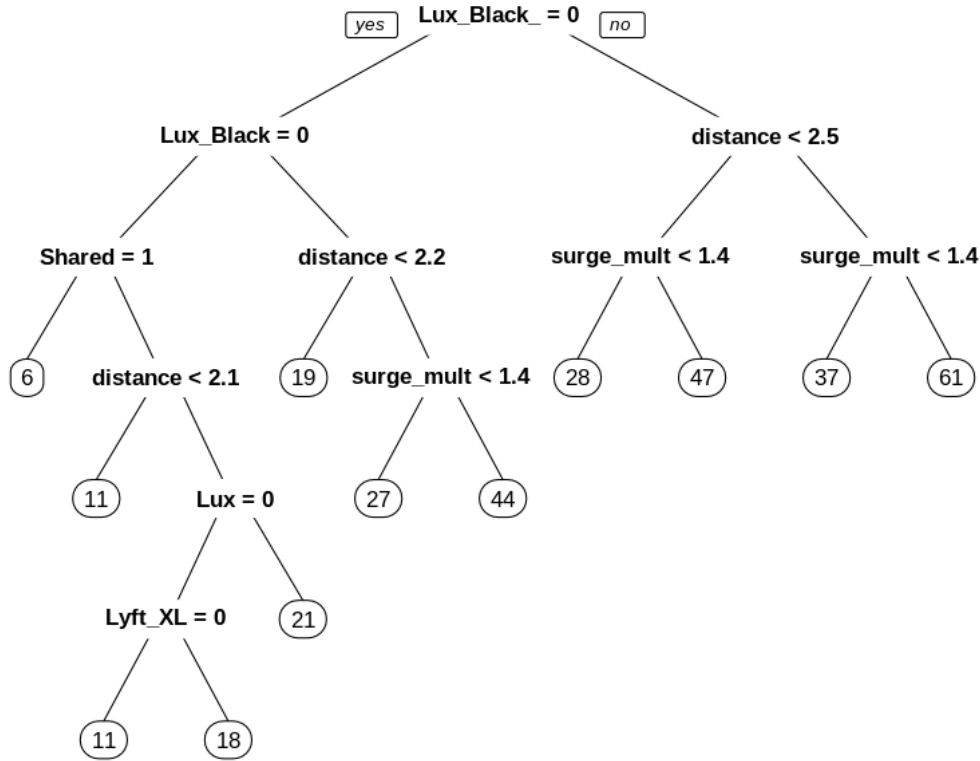 yes Lux_Black_ = 0 no
Lux_Black = 0 distance < 2.5
Shared = 1 distance < 2.2 surge_mult < 1.4 surge_mult < 1.4
6 distance < 2.1 19 surge_mult < 1.4 28 47 37 61
11 Lux = 0 27 44
Lyft_XL = 0 21
11 18